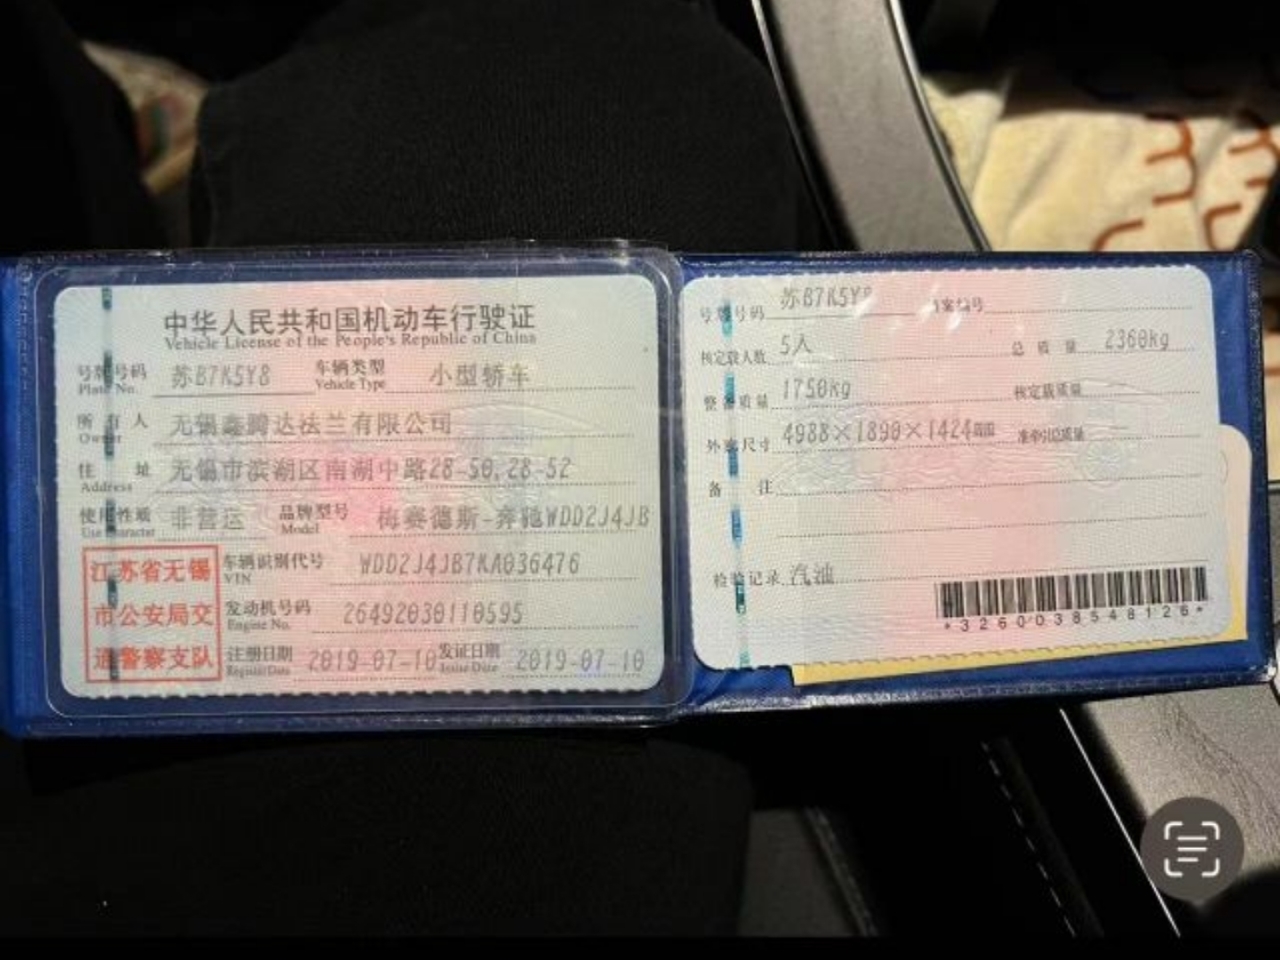 中华人民共和国机动车行驶证
Vehicle License of the People's Republic of China
号牌号码 苏B7K5Y8 车辆类型 小型轿车
Plate No. Vehicle Type
所有人 无锡鑫腾达法兰有限公司
Owner
住址 无锡市滨湖区南湖中路28-50,28-52
Address
使用性质 非营运 品牌型号 梅赛德斯-奔驰WDD2J4JB
Use Character Model
江苏省无锡
市公安局交
通警察支队
车辆识别代号 WDD2J4JB7KA036476
VIN
发动机号码 26492030110595
Engine No.
注册日期 2019-07-10 发证日期 2019-07-10
Register Date Issue Date
号牌号码 苏B7K5Y8 档案编号
核定载人数 5人 总质量 2360kg
整备质量 1750kg 核定载质量
外廓尺寸 4988×1890×1424 准牵引总质量
备注
检验记录 汽油
*3260038548126*